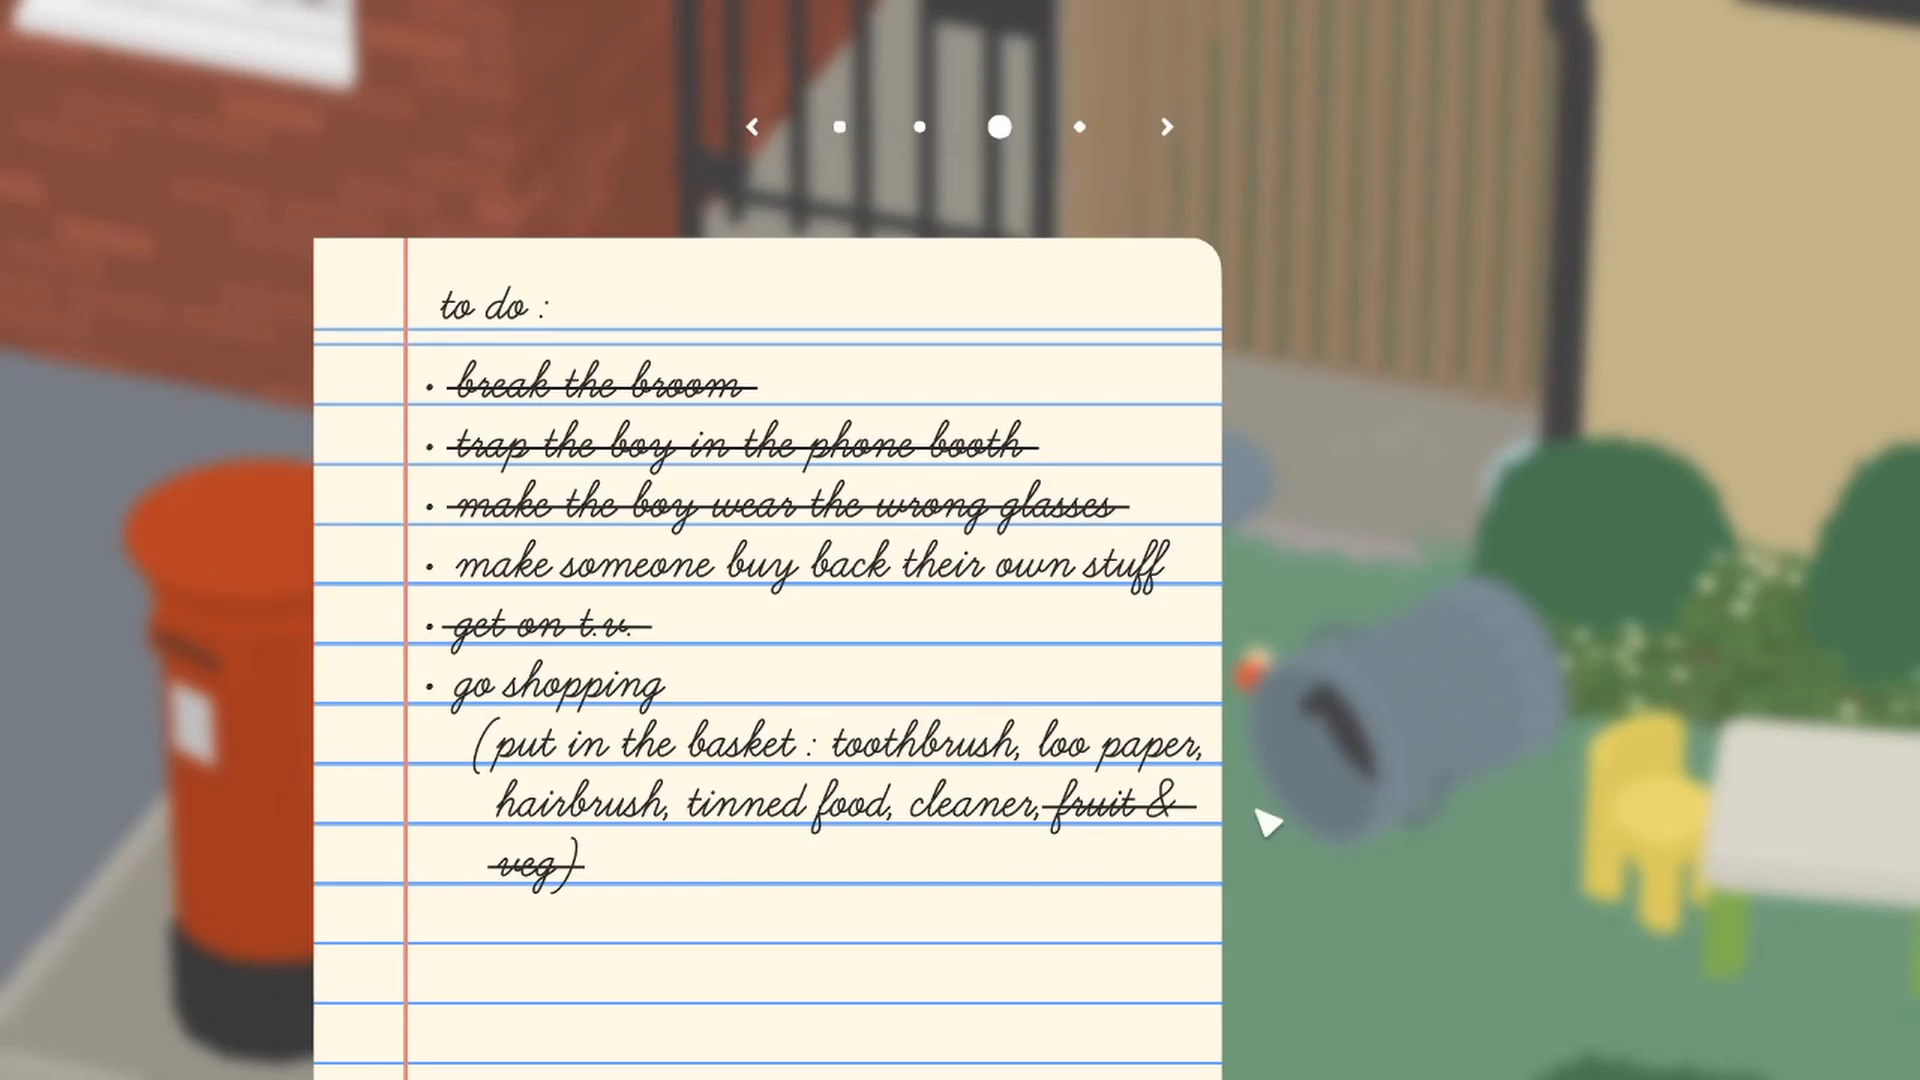 to do :
• break the broom
• trap the boy in the phone booth
• make the boy wear the wrong glasses
• make someone buy back their own stuff
• get on t.v.
• go shopping
(put in the basket : toothbrush, loo paper,
hairbrush, tinned food, cleaner, fruit &
veg)